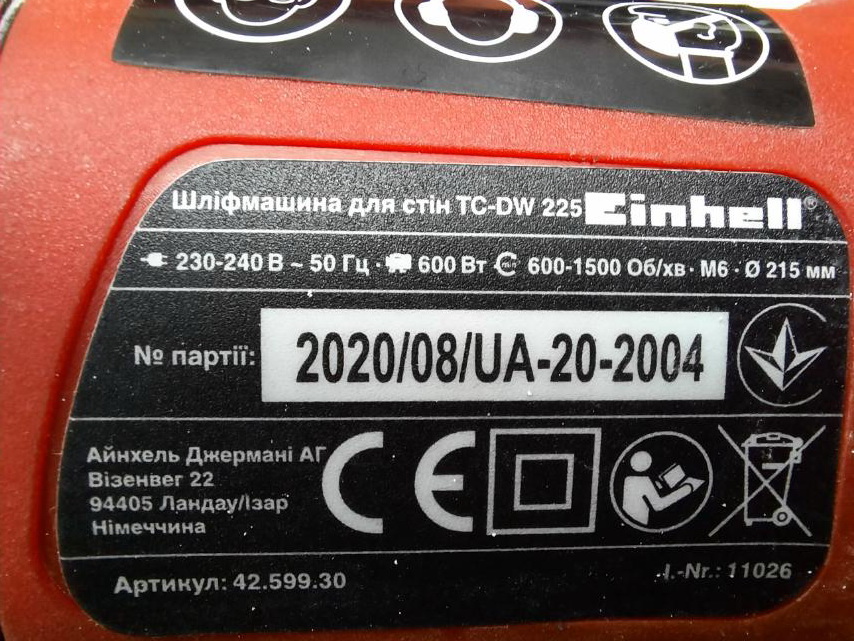 Шліфмашина для стін TC-DW 225 Einhell®
230-240 В ~ 50 Гц · 600 Вт 600-1500 Об/хв · M6 · Ø 215 мм
№ партії: 2020/08/UA-20-2004
Айнхель Джермані АГ
Візенвег 22
94405 Ландау/Ізар
Німеччина
CE
Артикул: 42.599.30
I.-Nr.: 11026